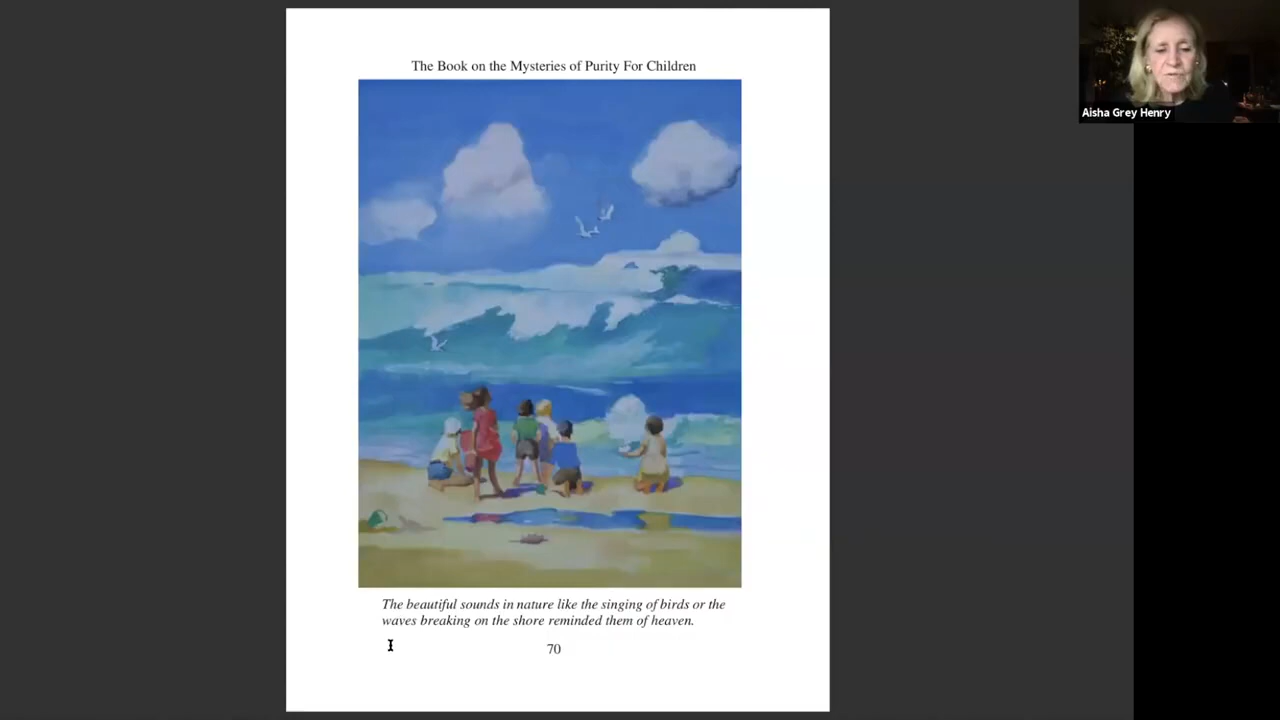 The Book on the Mysteries of Purity For Children
Aisha Grey Henry
The beautiful sounds in nature like the singing of birds or the
waves breaking on the shore reminded them of heaven.
70